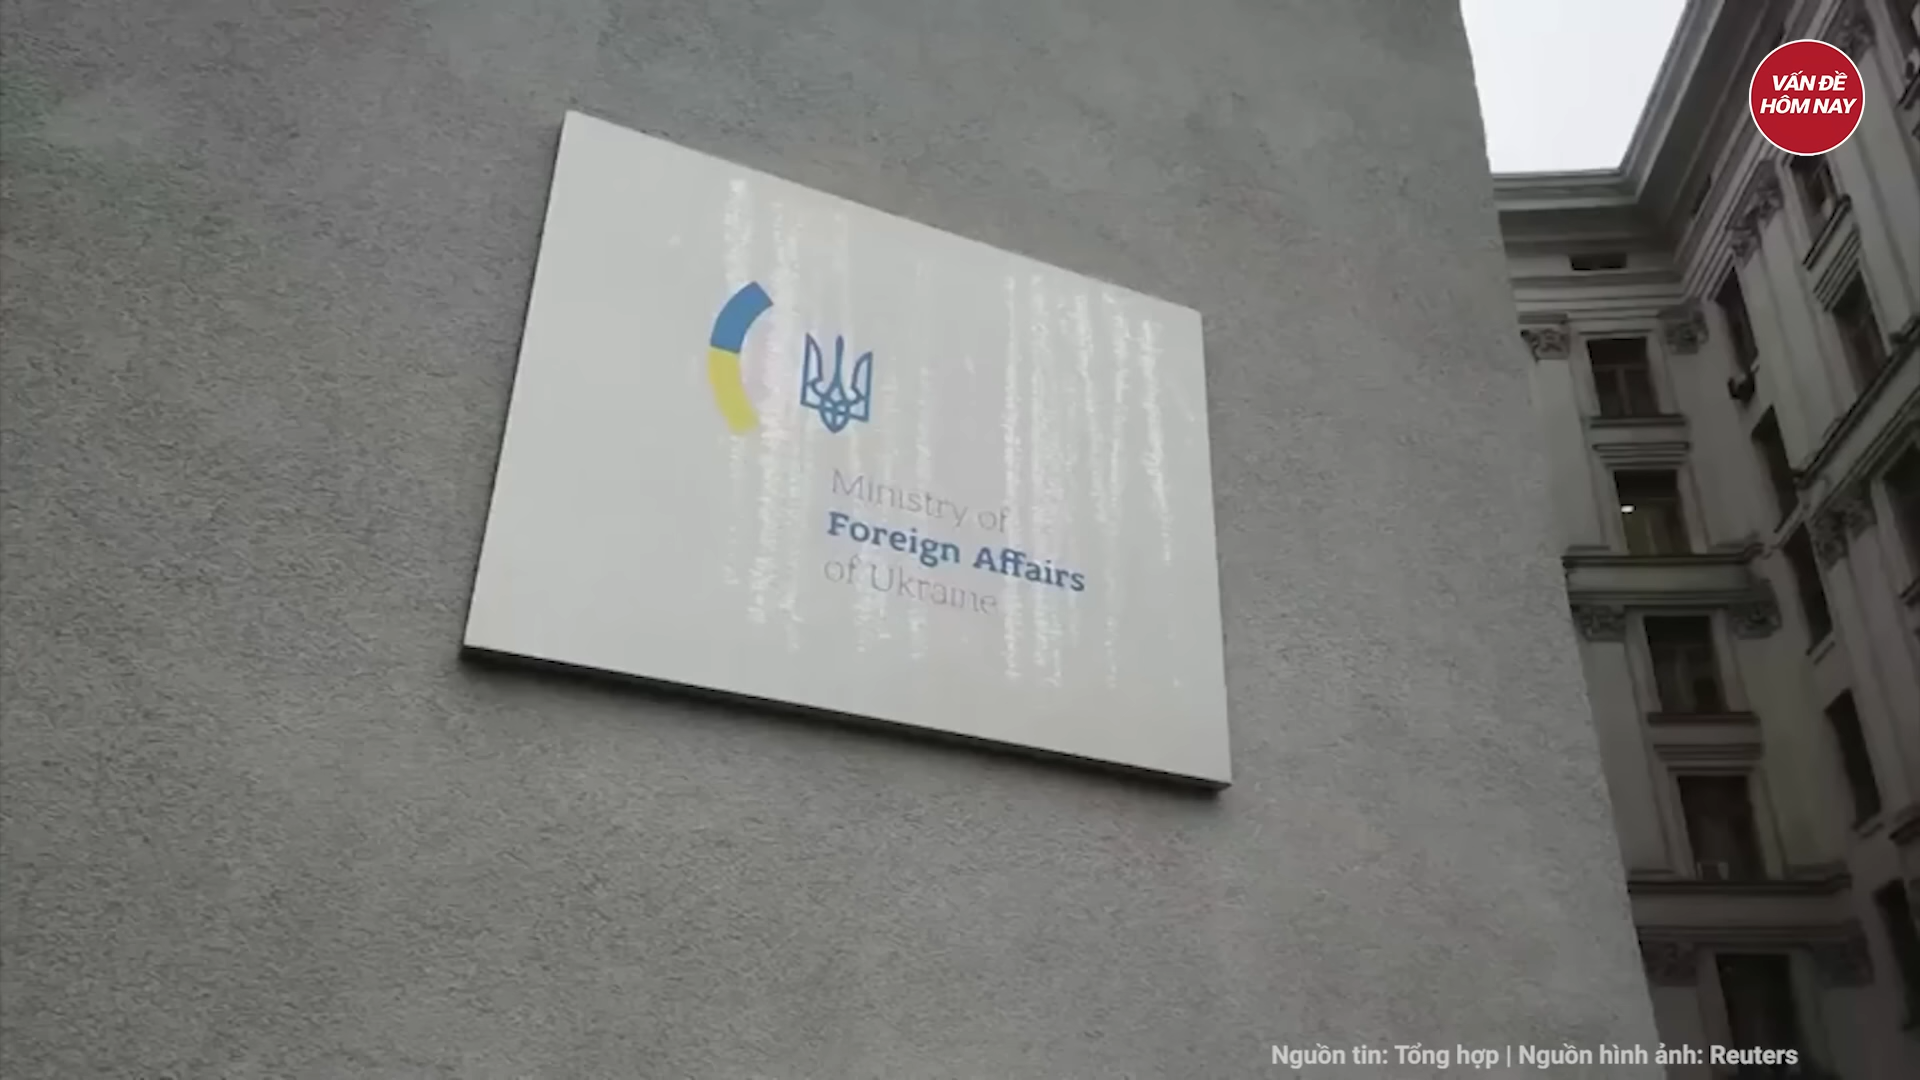 VẤN ĐỀ
HÔM NAY
Ministry of
Foreign Affairs
of Ukraine
Nguồn tin: Tổng hợp | Nguồn hình ảnh: Reuters